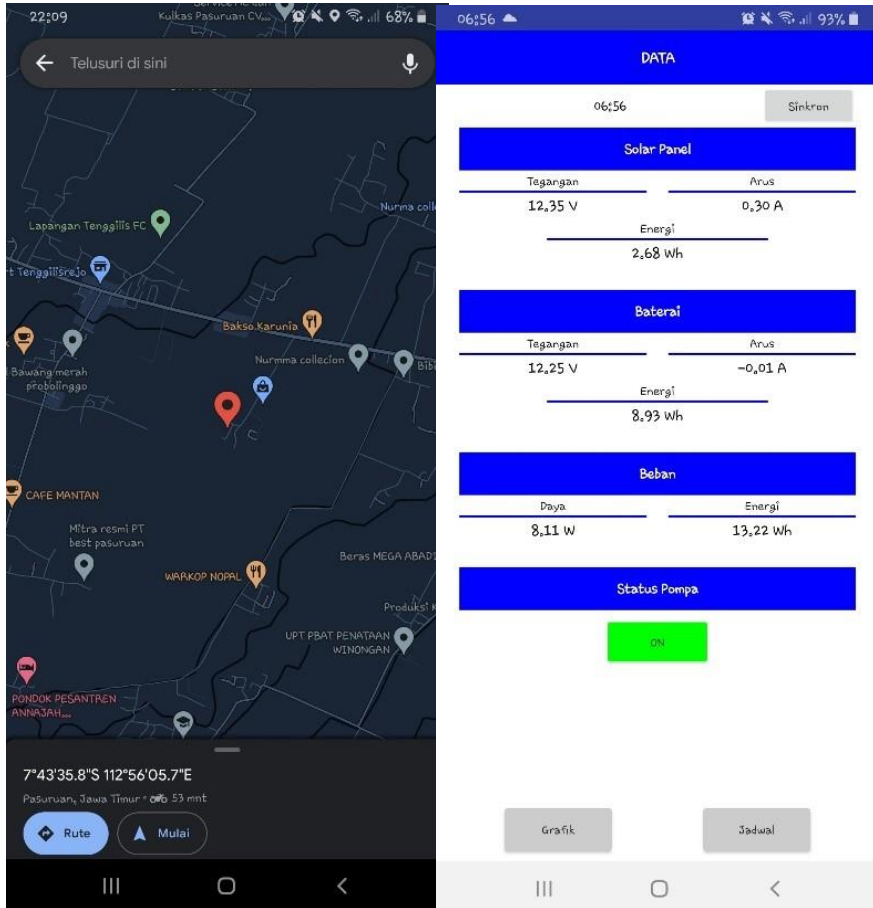 22:09
Kulkas Pasuruan CV...
68%
Telusuri di sini
Lapangan Tenggilis FC
Nurma coll
t Tenggilisrejo
Bakso Karunia
Nurmma collecion
Bibi
Bawang merah
probolinggo
CAFE MANTAN
Mitra resmi PT
best pasuruan
WARKOP NOPAL
Beras MEGA ABADI
Produksi K
UPT PBAT PENATAAN
WINONGAN
PONDOK PESANTREN
ANNAJAH...
7°43'35.8"S 112°56'05.7"E
Pasuruan, Jawa Timur • 53 mnt
Rute
Mulai
06:56
93%
DATA
06:56
Sinkron
Solar Panel
Tegangan
Arus
12,35 V
0,30 A
Energi
2,68 Wh
Baterai
Tegangan
Arus
12,25 V
-0,01 A
Energi
8,93 Wh
Beban
Daya
Energi
8,11 W
13,22 Wh
Status Pompa
ON
Grafik
Jadwal